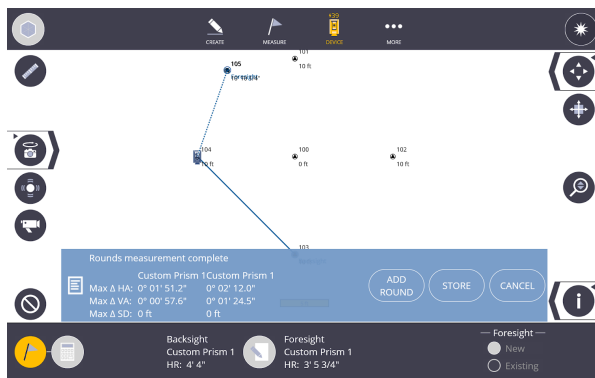 +39
CREATE
MEASURE
DEVICE
MORE
101
10 ft
105
Foresight
104
10 ft
100
0 ft
102
10 ft
103
Rounds measurement complete
Custom Prism 1 Custom Prism 1
Max Δ HA: 0° 01' 51.2" 0° 02' 12.0"
Max Δ VA: 0° 00' 57.6" 0° 01' 24.5"
Max Δ SD: 0 ft 0 ft
ADD
ROUND
STORE
CANCEL
Backsight
Custom Prism 1
HR: 4' 4"
Foresight
Custom Prism 1
HR: 3' 5 3/4"
Foresight
New
Existing